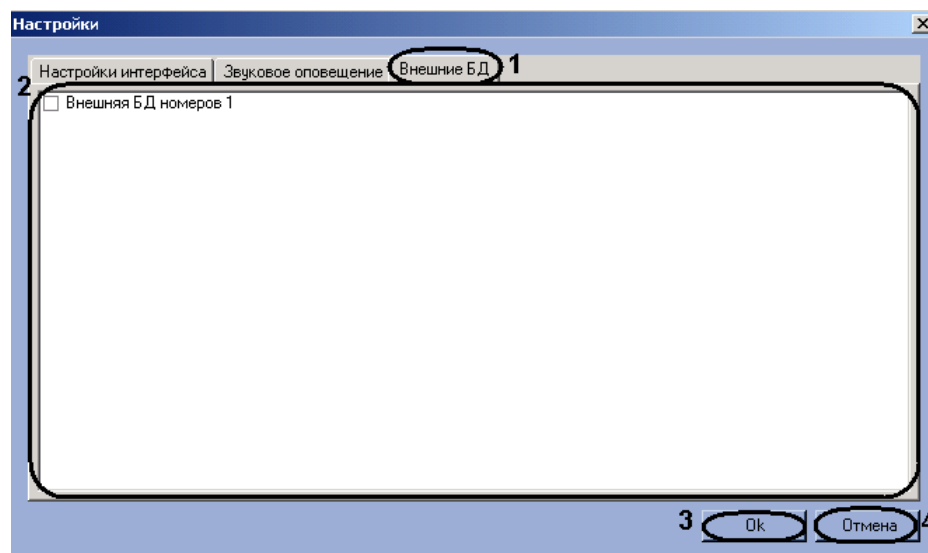 Настройки
Настройки интерфейса Звуковое оповещение Внешние БД 1
2
Внешняя БД номеров 1
3 Ok Отмена 4